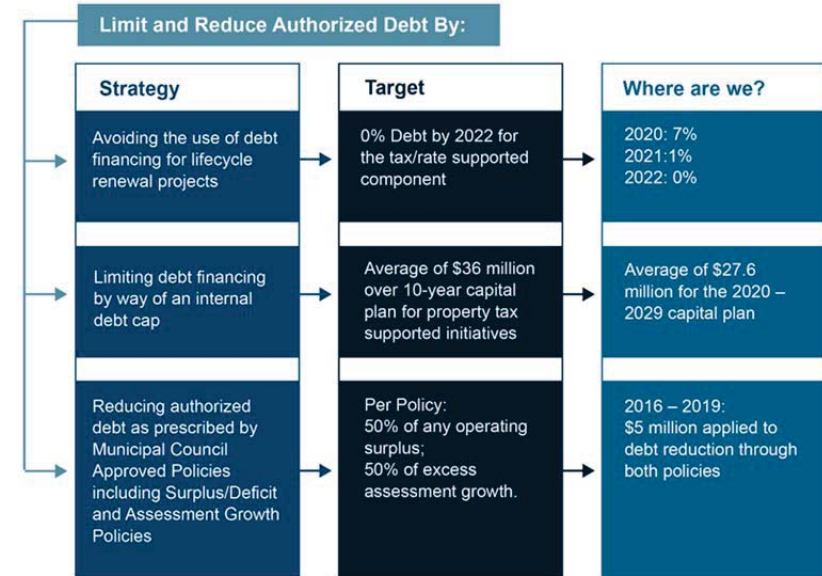 Limit and Reduce Authorized Debt By:
Strategy
Target
Where are we?
Avoiding the use of debt
financing for lifecycle
renewal projects
0% Debt by 2022 for
the tax/rate supported
component
2020: 7%
2021:1%
2022: 0%
Limiting debt financing
by way of an internal
debt cap
Average of $36 million
over 10-year capital
plan for property tax
supported initiatives
Average of $27.6
million for the 2020 –
2029 capital plan
Reducing authorized
debt as prescribed by
Municipal Council
Approved Policies
including Surplus/Deficit
and Assessment Growth
Policies
Per Policy:
50% of any operating
surplus;
50% of excess
assessment growth.
2016 – 2019:
$5 million applied to
debt reduction through
both policies